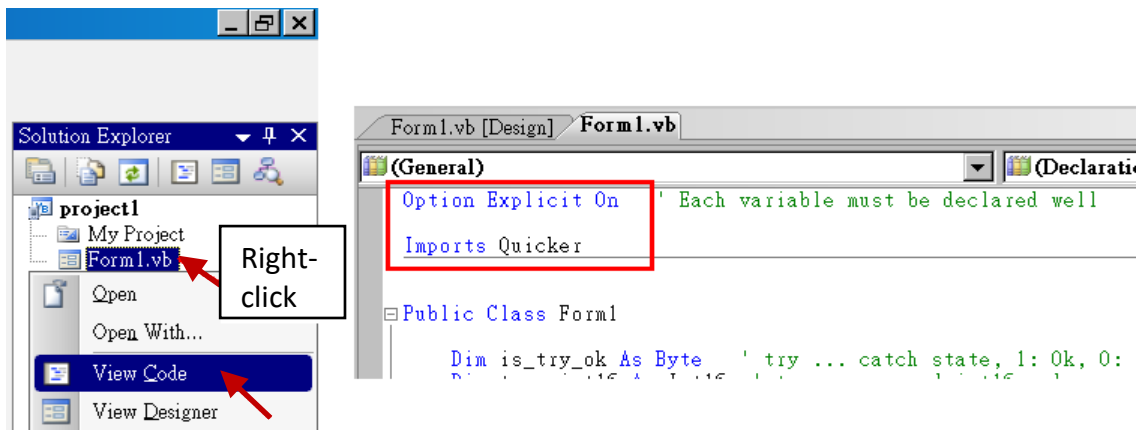 Solution Explorer
project1
My Project
Form1.vb
Right-
click
Open
Open With...
View Code
View Designer
Form1.vb [Design]
Form1.vb
(General)
Option Explicit On ' Each variable must be declared well
Imports Quicker
Public Class Form1
Dim is_try_ok As Byte ' try ... catch state, 1: Ok, 0: